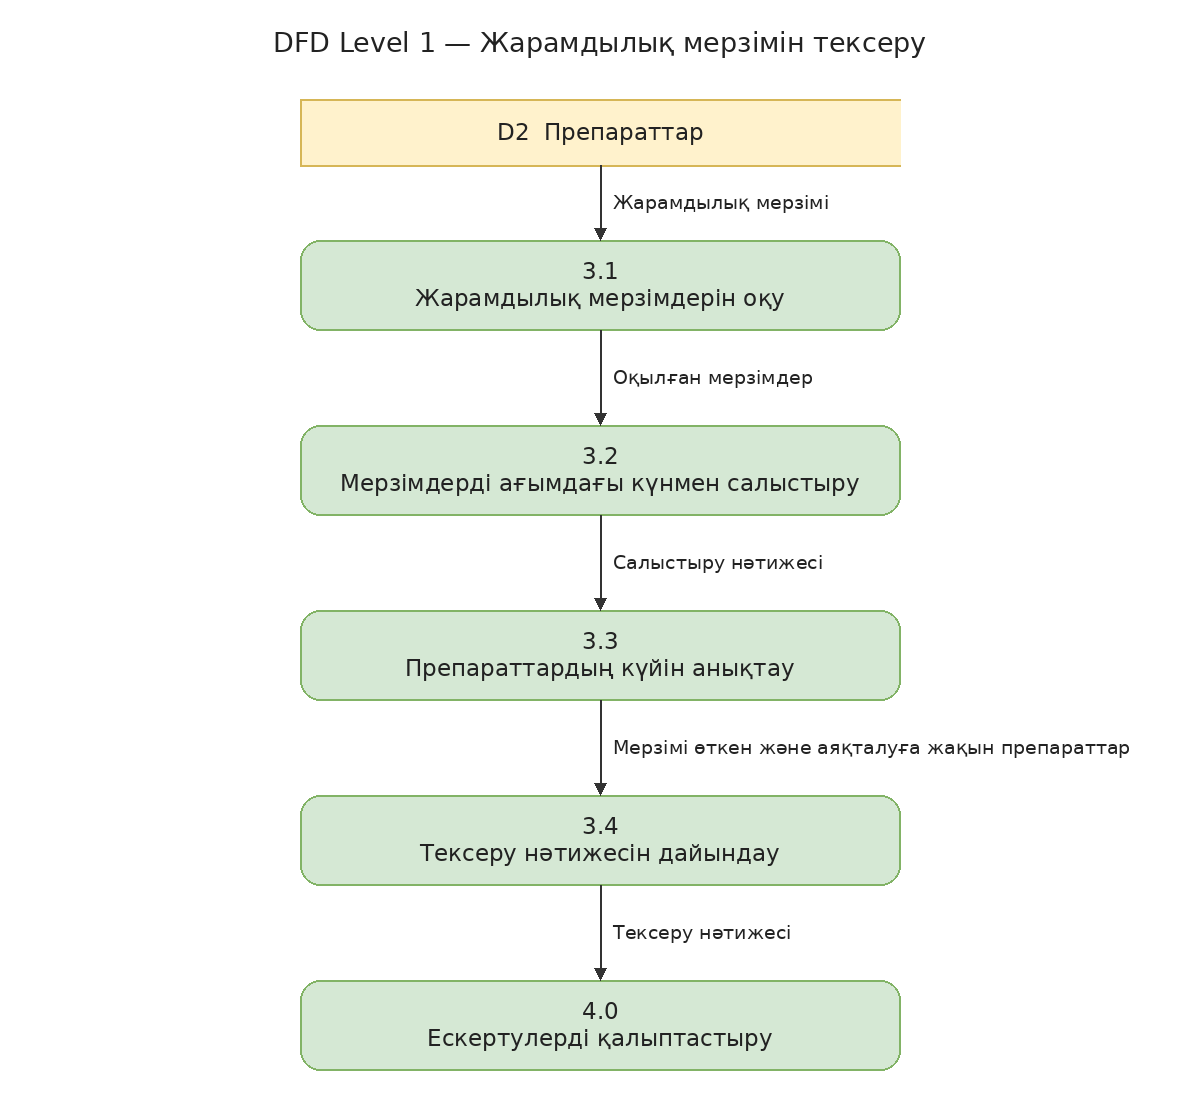 DFD Level 1 — Жарамдылық мерзімін тексеру
D2 Препараттар
Жарамдылық мерзімі
3.1
Жарамдылық мерзімдерін оқу
Оқылған мерзімдер
3.2
Мерзімдерді ағымдағы күнмен салыстыру
Салыстыру нәтижесі
3.3
Препараттардың күйін анықтау
Мерзімі өткен және аяқталуға жақын препараттар
3.4
Тексеру нәтижесін дайындау
Тексеру нәтижесі
4.0
Ескертулерді қалыптастыру